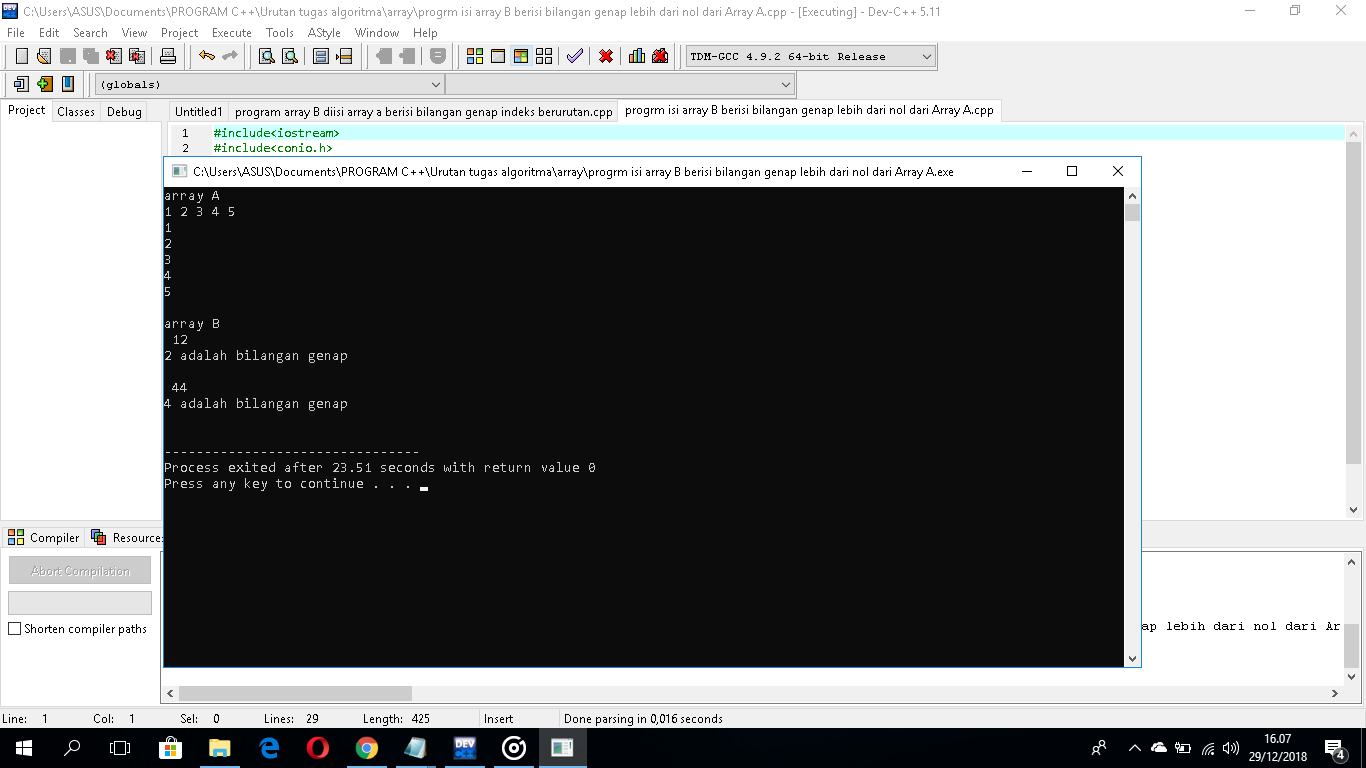 C:\Users\ASUS\Documents\PROGRAM C++\Urutan tugas algoritma\array\progrm isi array B berisi bilangan genap lebih dari nol dari Array A.cpp - [Executing] - Dev-C++ 5.11
File Edit Search View Project Execute Tools AStyle Window Help
TDM-GCC 4.9.2 64-bit Release
(globals)
Project Classes Debug
Untitled1 program array B diisi array a berisi bilangan genap indeks berurutan.cpp progrm isi array B berisi bilangan genap lebih dari nol dari Array A.cpp
1 #include<iostream>
2 #include<conio.h>
C:\Users\ASUS\Documents\PROGRAM C++\Urutan tugas algoritma\array\progrm isi array B berisi bilangan genap lebih dari nol dari Array A.exe
array A
1 2 3 4 5
1
2
3
4
5
array B
12
2 adalah bilangan genap
44
4 adalah bilangan genap
--------------------------------
Process exited after 23.51 seconds with return value 0
Press any key to continue . . .
Compiler Resource
Abort Compilation
Shorten compiler paths
ap lebih dari nol dari Ar
Line: 1 Col: 1 Sel: 0 Lines: 29 Length: 425 Insert Done parsing in 0,016 seconds
DEV
16.07
29/12/2018
4